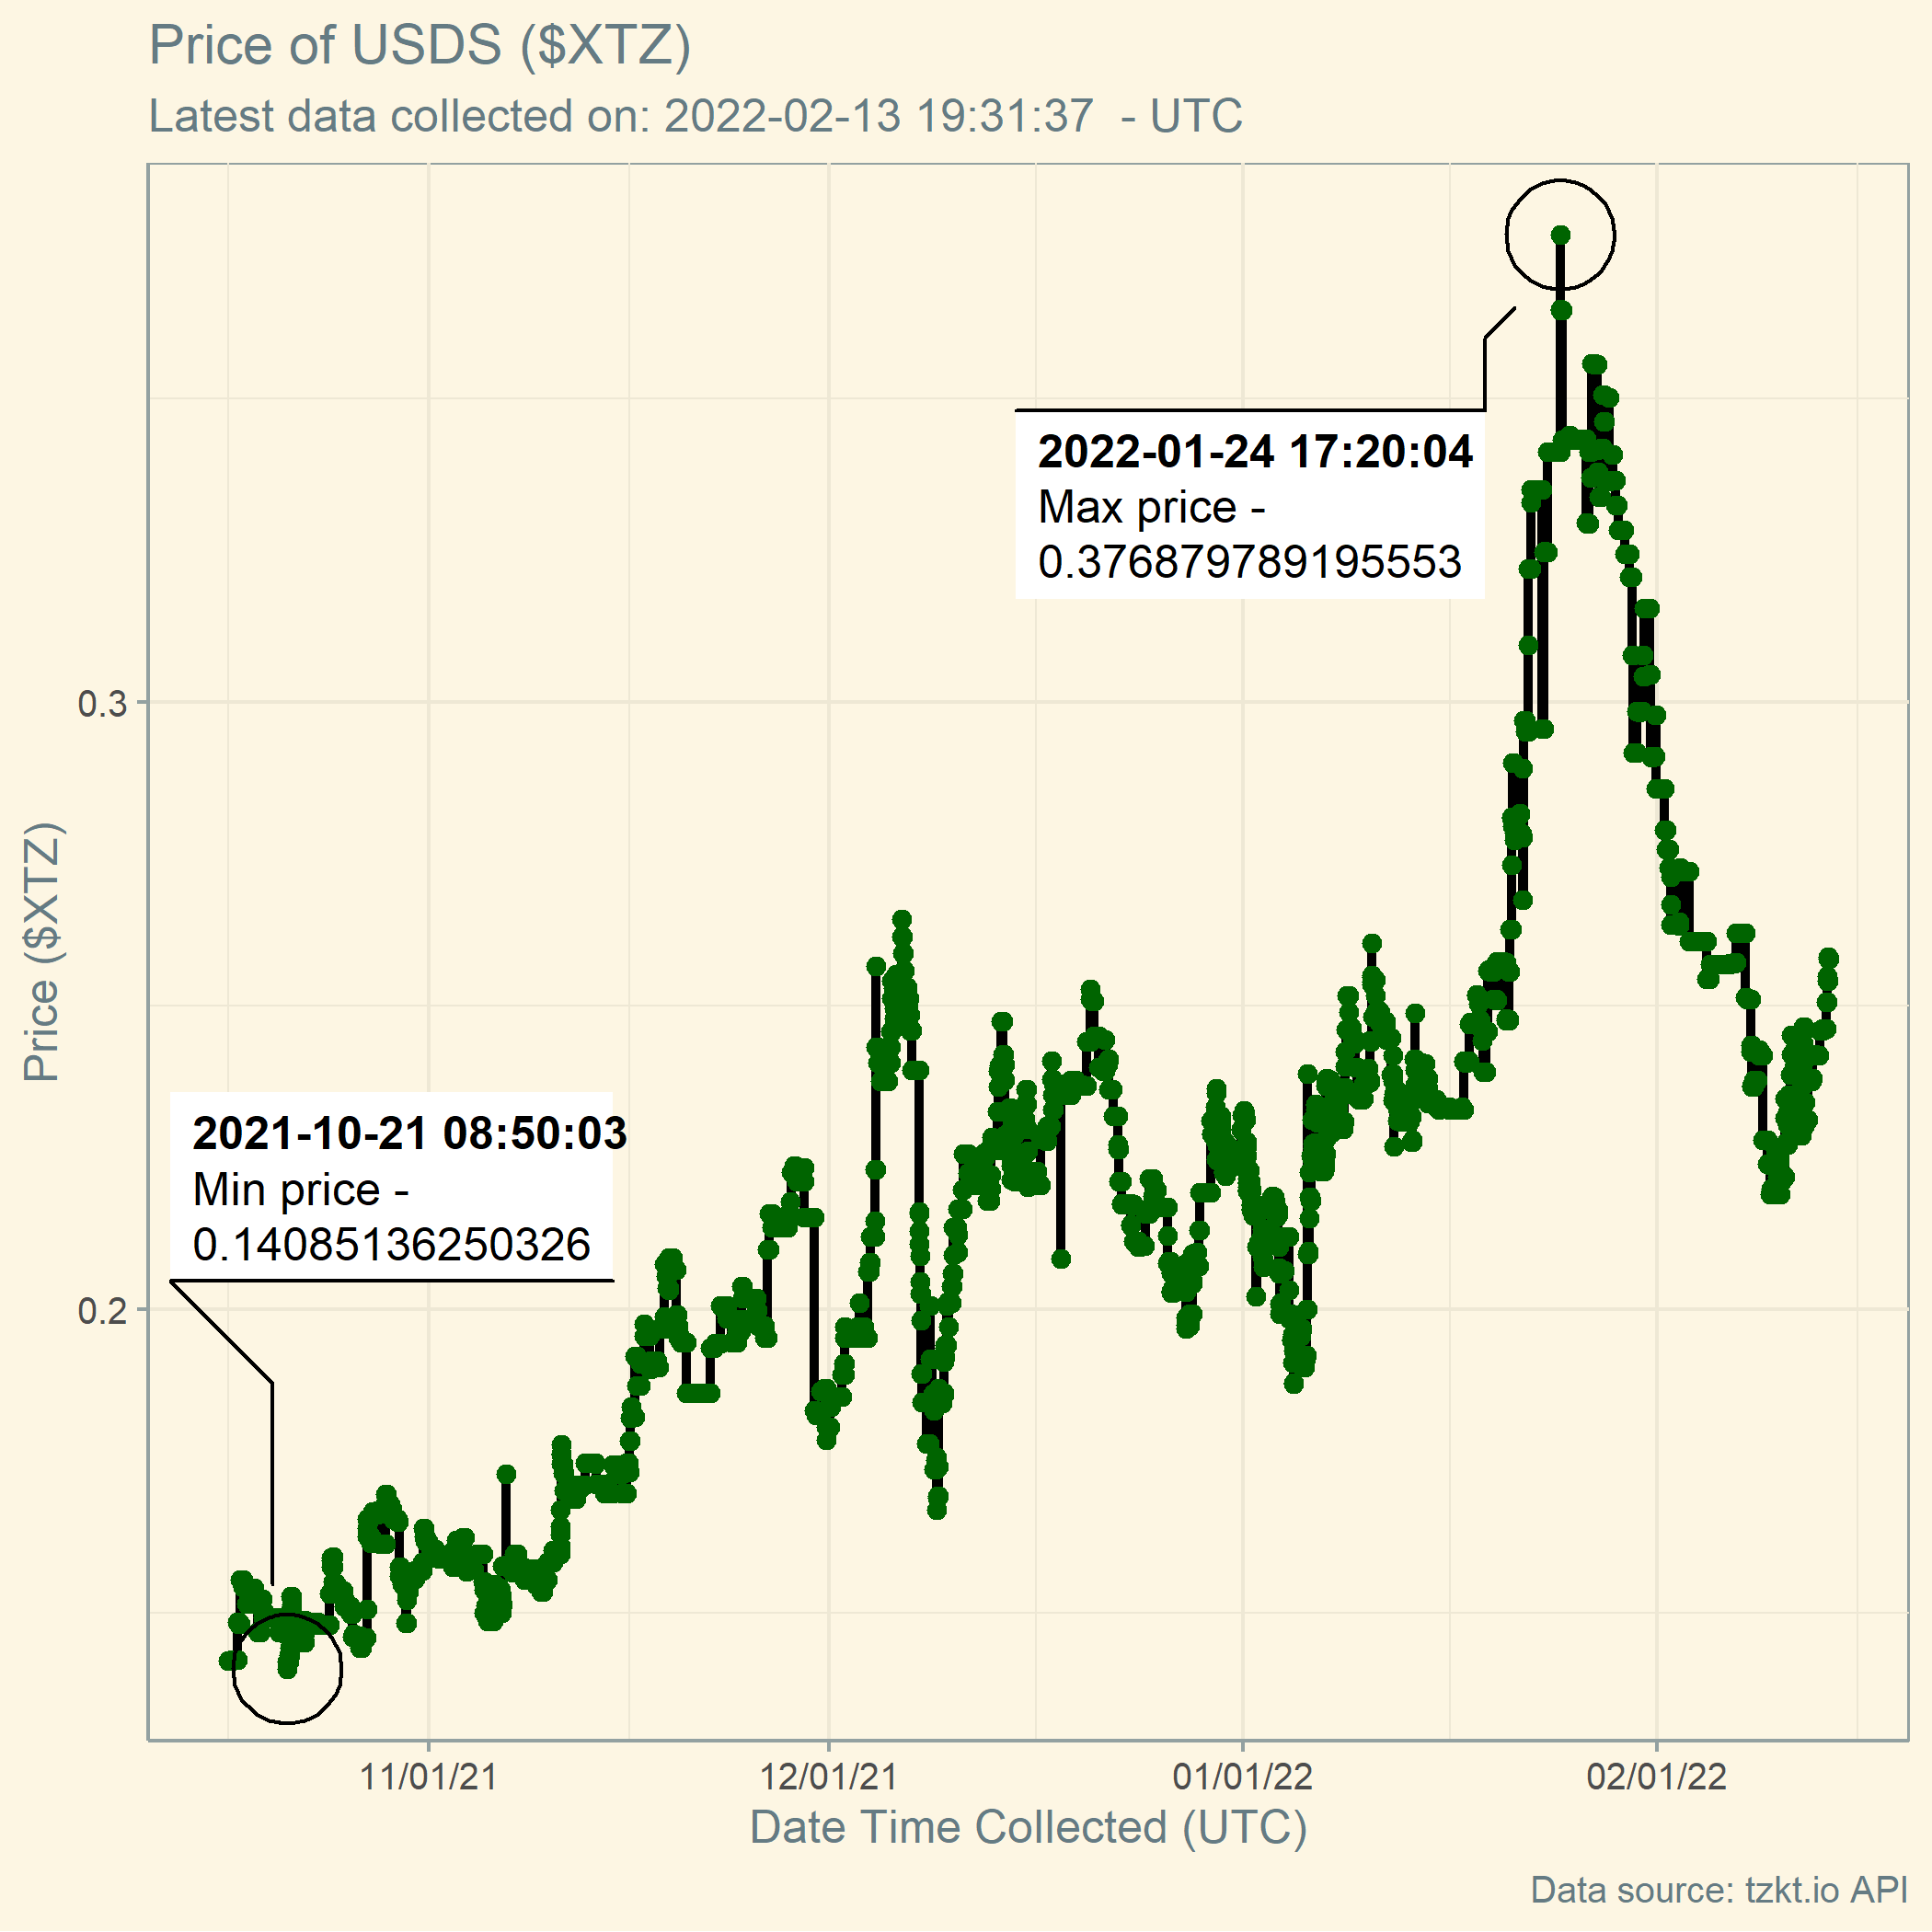 Price of USDS ($XTZ)
Latest data collected on: 2022-02-13 19:31:37  - UTC
2022-01-24 17:20:04
Max price -
0.376879789195553
0.3
Price ($XTZ)
2021-10-21 08:50:03
Min price -
0.14085136250326
0.2
11/01/21 12/01/21 01/01/22 02/01/22
Date Time Collected (UTC)
Data source: tzkt.io API